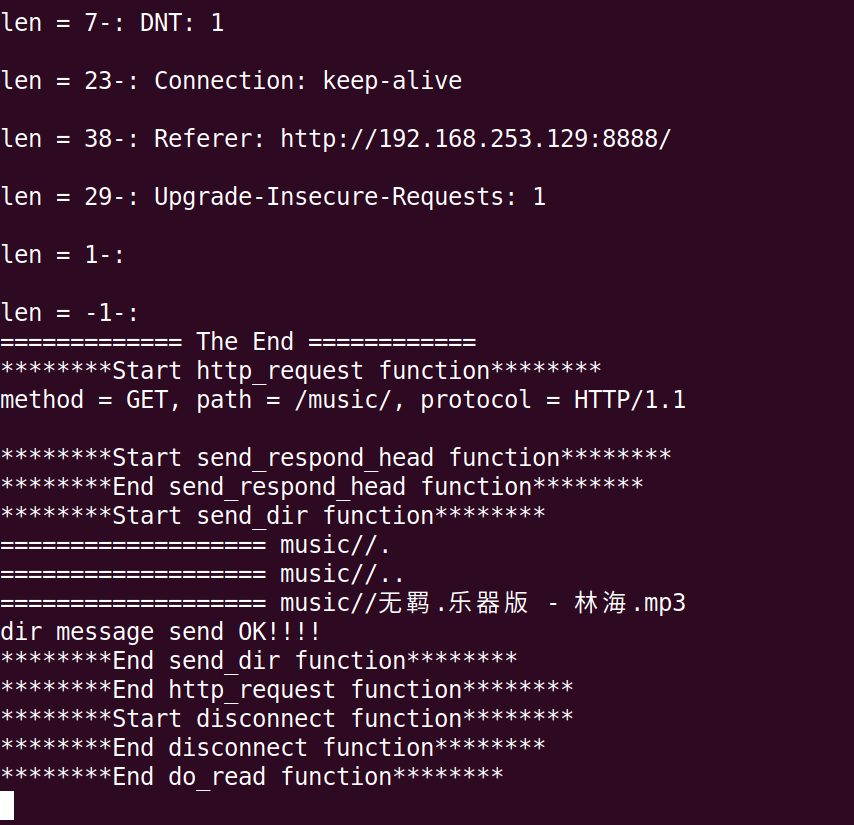 len = 7-: DNT: 1
len = 23-: Connection: keep-alive
len = 38-: Referer: http://192.168.253.129:8888/
len = 29-: Upgrade-Insecure-Requests: 1
len = 1-:
len = -1-:
============= The End ============
********Start http_request function********
method = GET, path = /music/, protocol = HTTP/1.1
********Start send_respond_head function********
********End send_respond_head function********
********Start send_dir function********
=================== music//.
=================== music//..
=================== music//无羁.乐器版 - 林海.mp3
dir message send OK!!!!
********End send_dir function********
********End http_request function********
********Start disconnect function********
********End disconnect function********
********End do_read function********